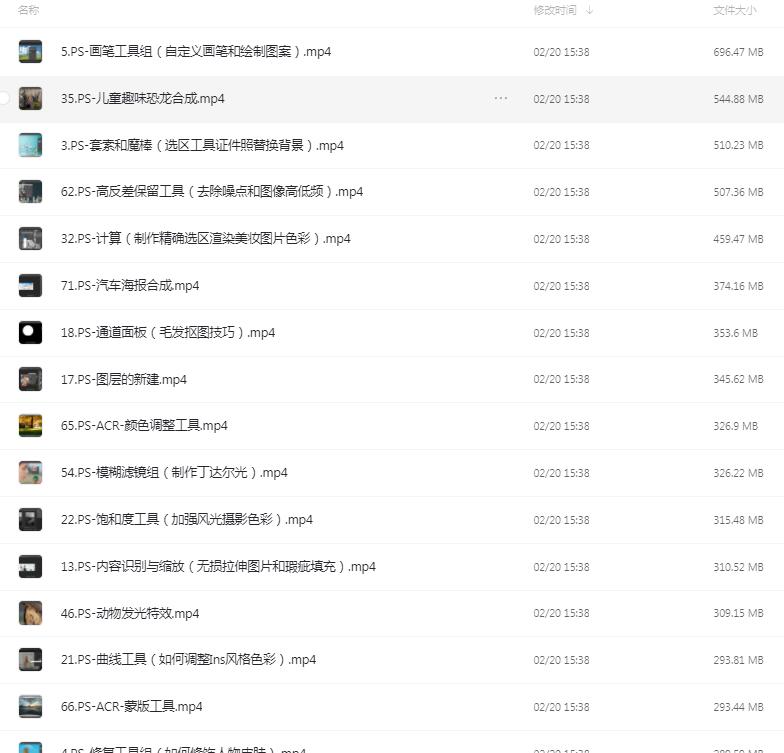 名称 修改时间 ↓ 文件大小
5.PS-画笔工具组（自定义画笔和绘制图案）.mp4 02/20 15:38 696.47 MB
35.PS-儿童趣味恐龙合成.mp4 ··· 02/20 15:38 544.88 MB
3.PS-套索和魔棒（选区工具证件照替换背景）.mp4 02/20 15:38 510.23 MB
62.PS-高反差保留工具（去除噪点和图像高低频）.mp4 02/20 15:38 507.36 MB
32.PS-计算（制作精确选区渲染美妆图片色彩）.mp4 02/20 15:38 459.47 MB
71.PS-汽车海报合成.mp4 02/20 15:38 374.16 MB
18.PS-通道面板（毛发抠图技巧）.mp4 02/20 15:38 353.6 MB
17.PS-图层的新建.mp4 02/20 15:38 345.62 MB
65.PS-ACR-颜色调整工具.mp4 02/20 15:38 326.9 MB
54.PS-模糊滤镜组（制作丁达尔光）.mp4 02/20 15:38 326.22 MB
22.PS-饱和度工具（加强风光摄影色彩）.mp4 02/20 15:38 315.48 MB
13.PS-内容识别与缩放（无损拉伸图片和瑕疵填充）.mp4 02/20 15:38 310.52 MB
46.PS-动物发光特效.mp4 02/20 15:38 309.15 MB
21.PS-曲线工具（如何调整Ins风格色彩）.mp4 02/20 15:38 293.81 MB
66.PS-ACR-蒙版工具.mp4 02/20 15:38 293.44 MB
4.PS-修复工具组（如何修饰人物皮肤）.mp4 02/20 15:38